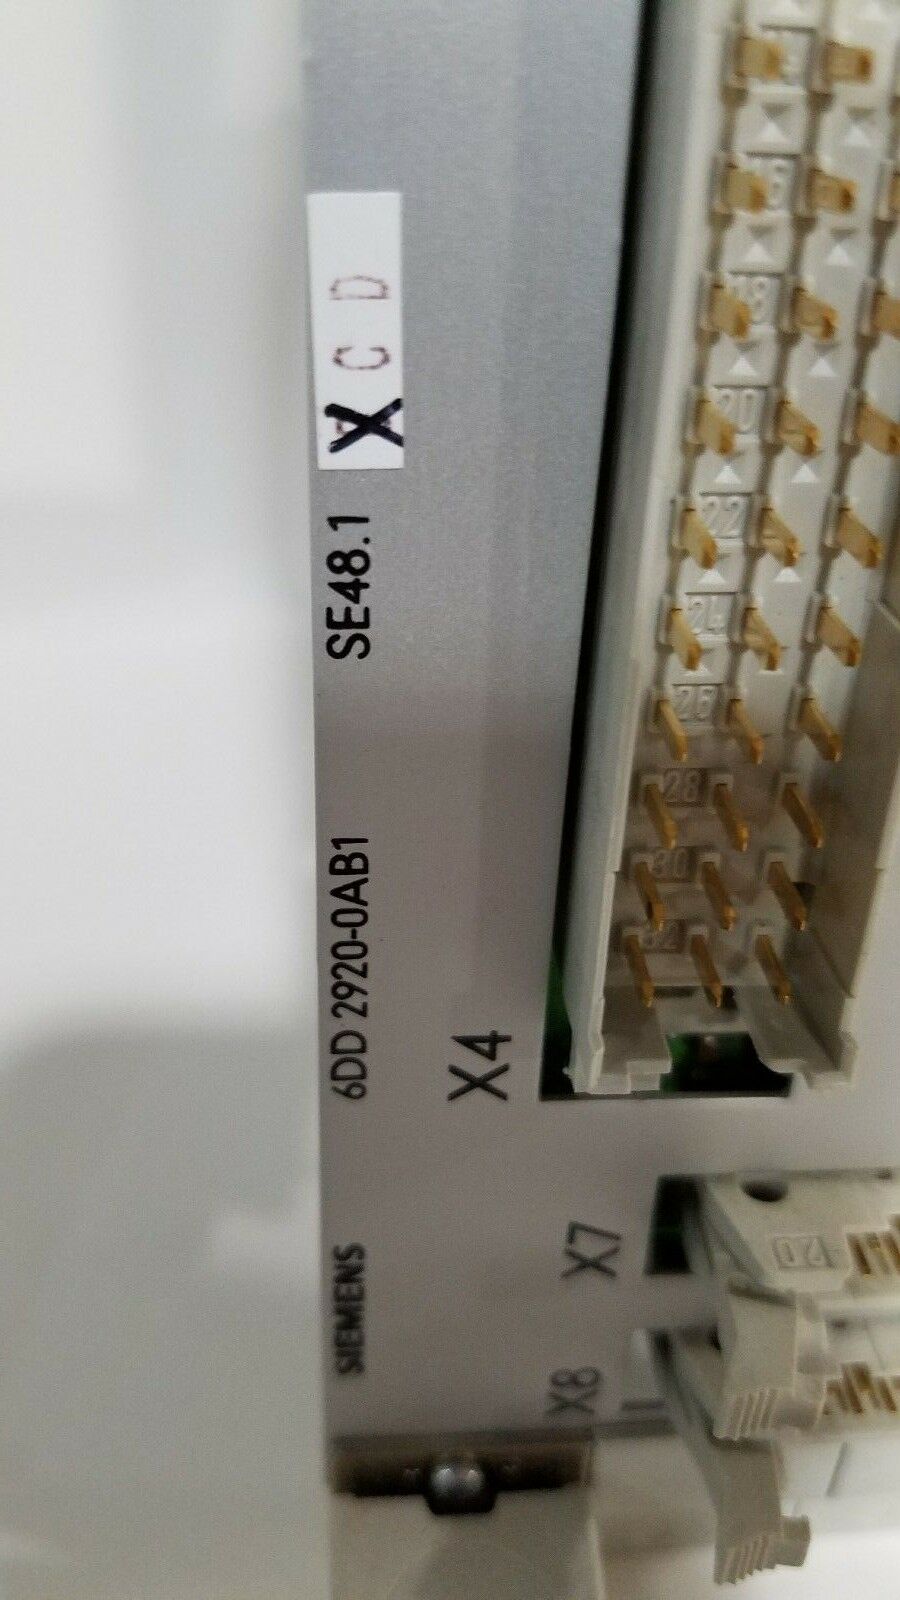 SIEMENS
6DD 2920-0AB1
SE48.1
X C D
X4
X7
X8
16
18
20
22
24
26
28
30
32
20